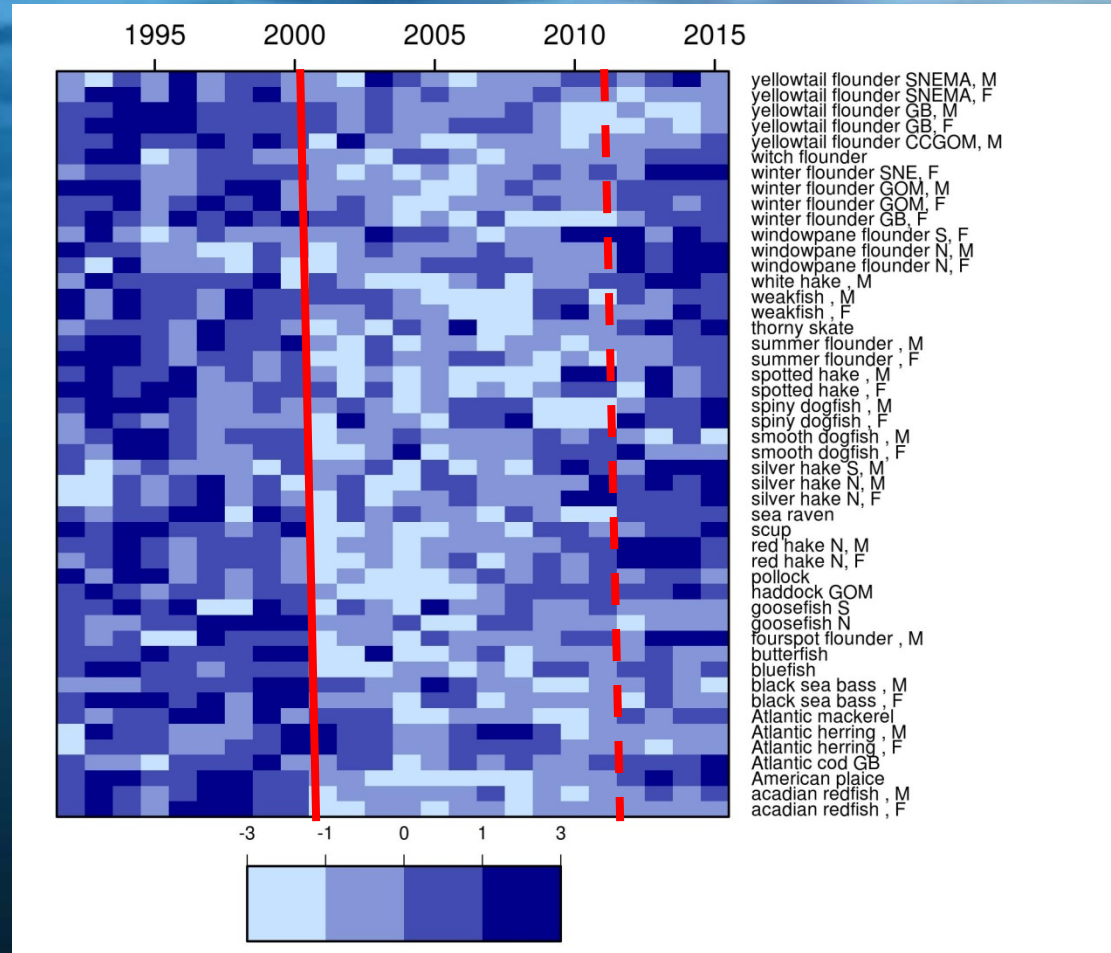 1995 2000 2005 2010 2015
yellowtail flounder SNEMA, M
yellowtail flounder SNEMA, F
yellowtail flounder GB, M
yellowtail flounder GB, F
yellowtail flounder CCGOM, M
witch flounder
winter flounder SNE, F
winter flounder GOM, M
winter flounder GOM, F
winter flounder GB, F
windowpane flounder S, F
windowpane flounder N, M
windowpane flounder N, F
white hake , M
weakfish , M
weakfish , F
thorny skate
summer flounder , M
summer flounder , F
spotted hake , M
spotted hake , F
spiny dogfish , M
spiny dogfish , F
smooth dogfish , M
smooth dogfish , F
silver hake S, M
silver hake N, M
silver hake N, F
sea raven
scup
red hake N, M
red hake N, F
pollock
haddock GOM
goosefish S
goosefish N
fourspot flounder , M
butterfish
bluefish
black sea bass , M
black sea bass , F
Atlantic mackerel
Atlantic herring , M
Atlantic herring , F
Atlantic cod GB
American plaice
acadian redfish , M
acadian redfish , F
-3 -1 0 1 3